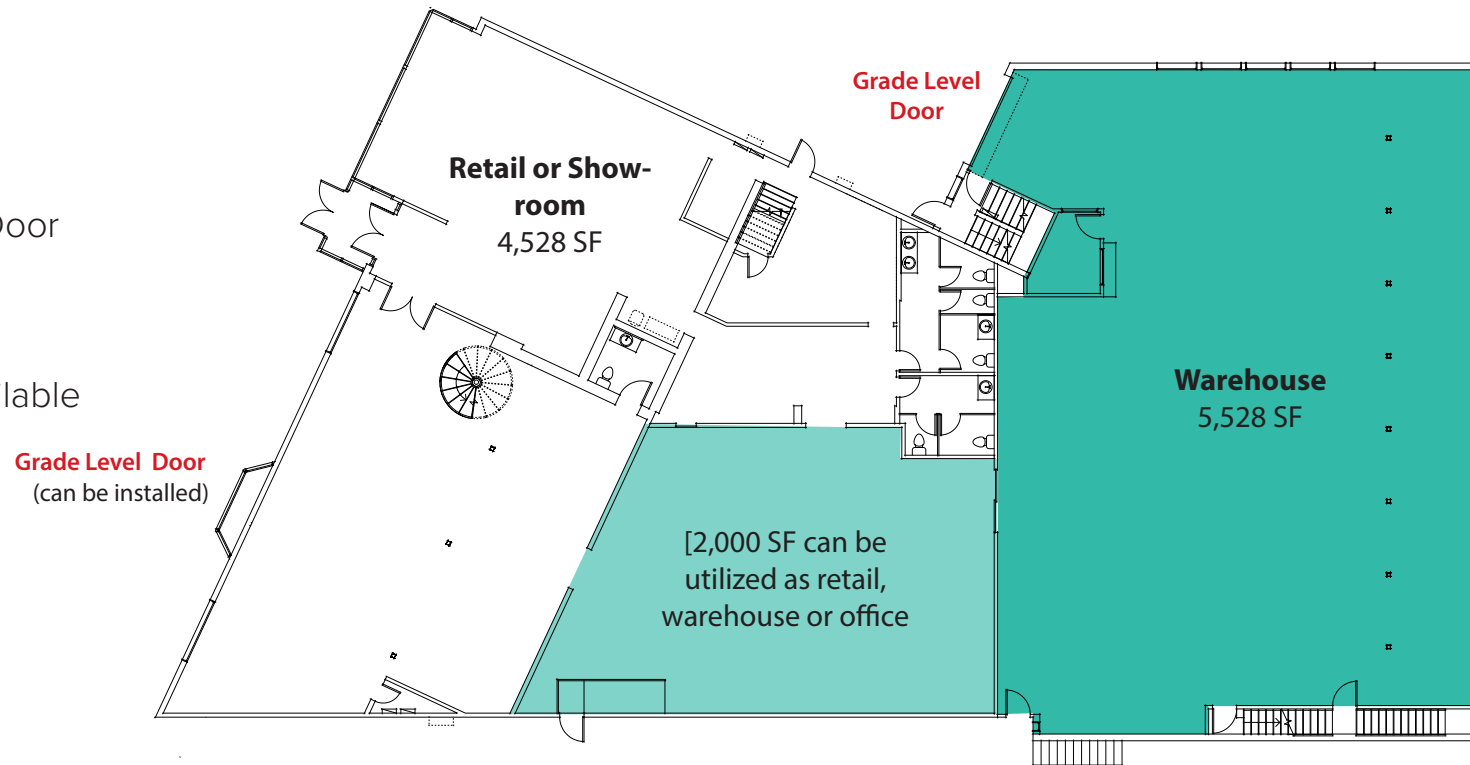 Grade Level
Door
Retail or Show-
room
4,528 SF
Door
lable
Grade Level Door
(can be installed)
Warehouse
5,528 SF
[2,000 SF can be
utilized as retail,
warehouse or office